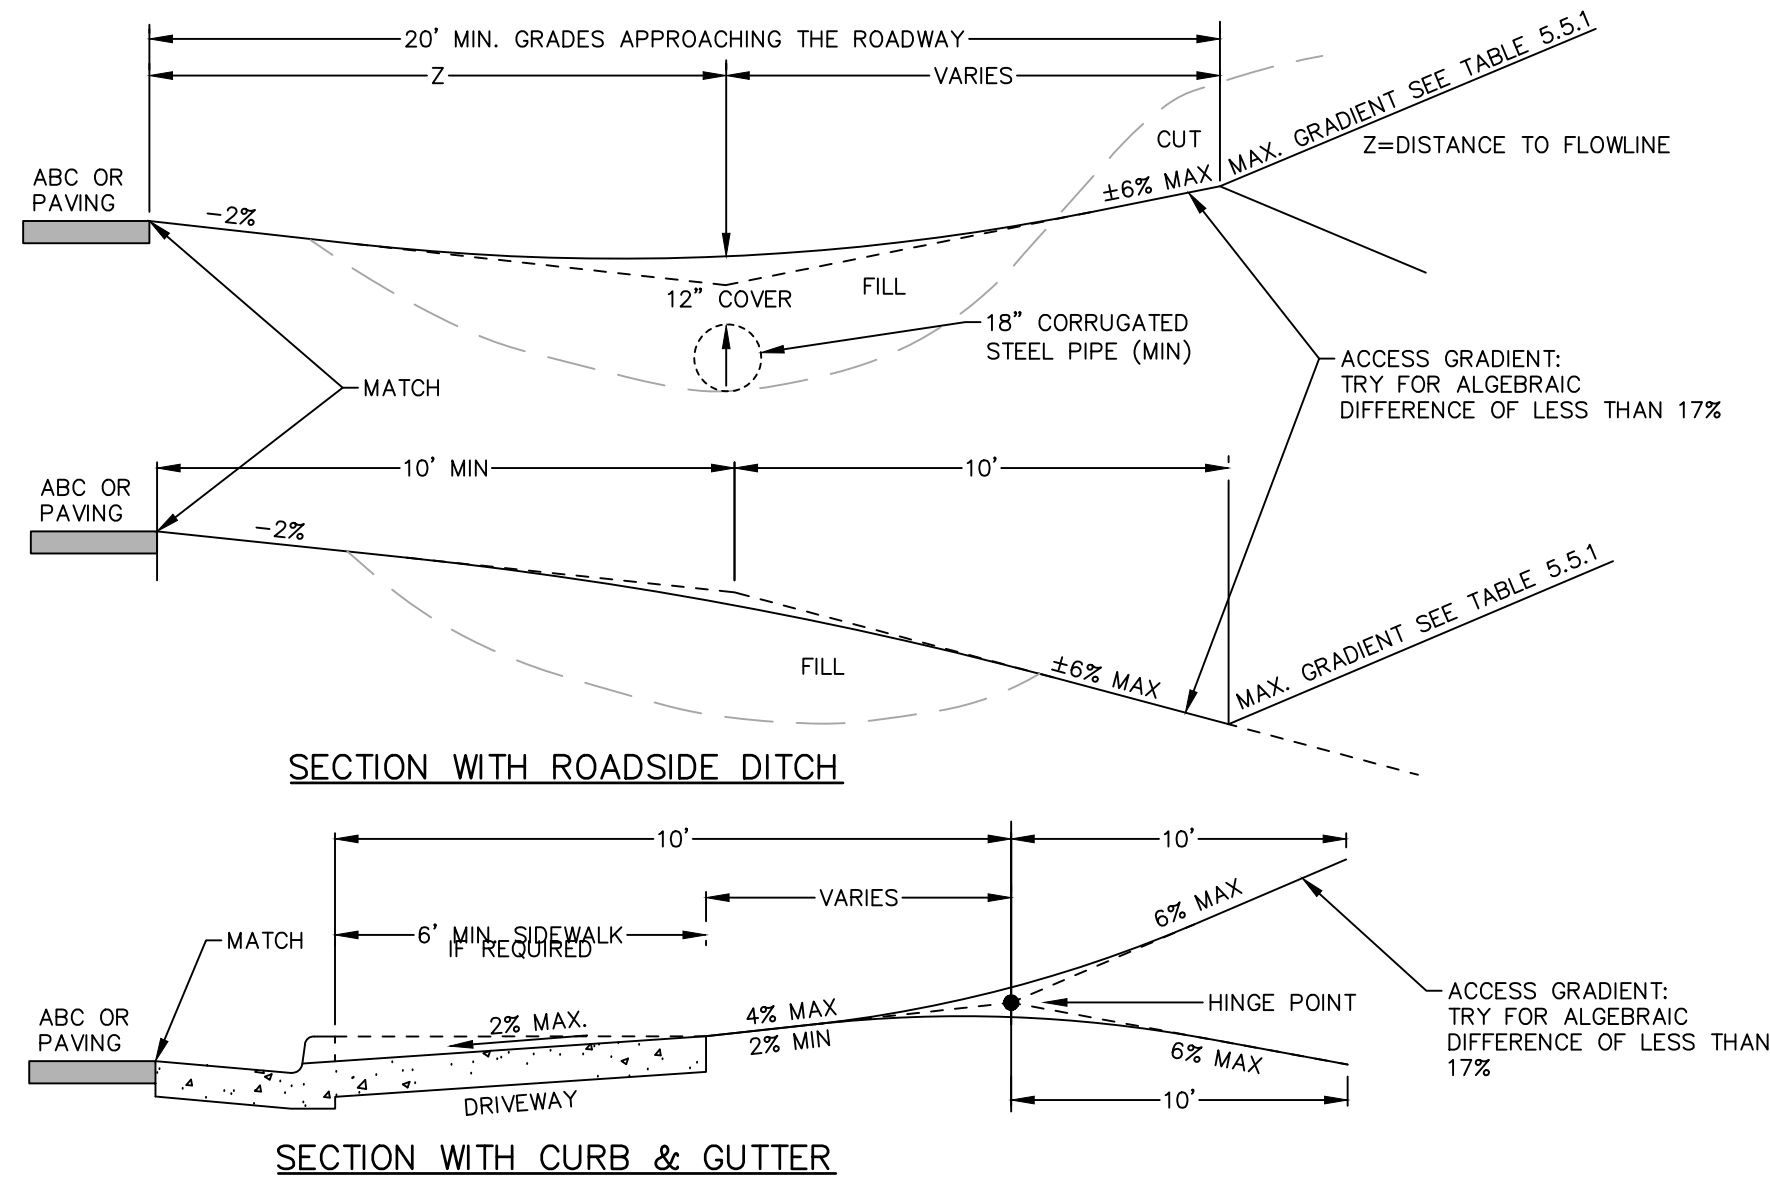 20' MIN. GRADES APPROACHING THE ROADWAY
Z
VARIES
MAX. GRADIENT SEE TABLE 5.5.1
CUT
Z=DISTANCE TO FLOWLINE
ABC OR
PAVING
-2%
±6% MAX
12" COVER
FILL
18" CORRUGATED
STEEL PIPE (MIN)
MATCH
ACCESS GRADIENT:
TRY FOR ALGEBRAIC
DIFFERENCE OF LESS THAN 17%
10' MIN
10'
ABC OR
PAVING
-2%
FILL
±6% MAX
MAX. GRADIENT SEE TABLE 5.5.1
SECTION WITH ROADSIDE DITCH
10'
10'
VARIES
6% MAX
6' MIN. SIDEWALK
IF REQUIRED
MATCH
ABC OR
PAVING
2% MAX.
4% MAX
2% MIN
HINGE POINT
6% MAX
ACCESS GRADIENT:
TRY FOR ALGEBRAIC
DIFFERENCE OF LESS THAN
17%
DRIVEWAY
10'
SECTION WITH CURB & GUTTER